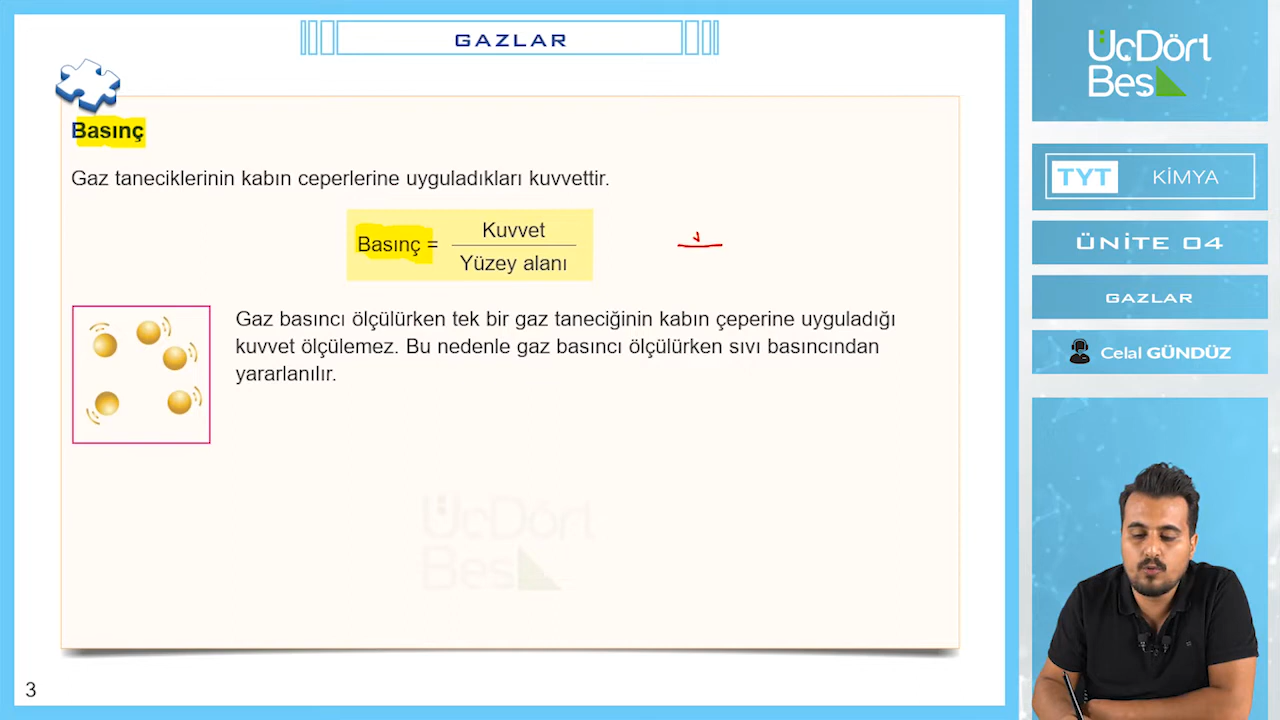 GAZLAR
Basınç
Gaz taneciklerinin kabın ceperlerine uyguladıkları kuvvettir.
Basınç = Kuvvet
Yüzey alanı
Gaz basıncı ölçülürken tek bir gaz taneciğinin kabın çeperine uyguladığı
kuvvet ölçülemez. Bu nedenle gaz basıncı ölçülürken sıvı basıncından
yararlanılır.
ÜçDört
Beş
3
ÜçDört
Beş
TYT KİMYA
ÜNİTE 04
GAZLAR
Celal GÜNDÜZ